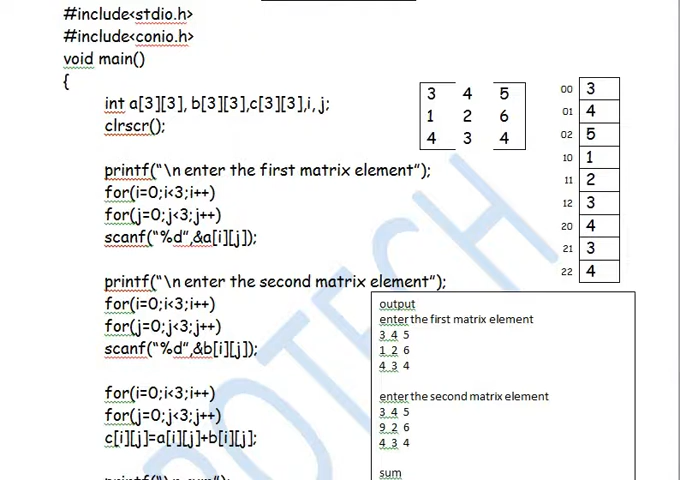 #include<stdio.h>
#include<conio.h>
void main()
{
int a[3][3], b[3][3],c[3][3],i, j;
clrscr();
printf("\n enter the first matrix element");
for(i=0;i<3;i++)
for(j=0;j<3;j++)
scanf("%d",&a[i][j]);
printf("\n enter the second matrix element");
for(i=0;i<3;i++)
for(j=0;j<3;j++)
scanf("%d",&b[i][j]);
for(i=0;i<3;i++)
for(j=0;j<3;j++)
c[i][j]=a[i][j]+b[i][j];
printf("\n sum");
3 4 5
1 2 6
4 3 4
00 3
01 4
02 5
10 1
11 2
12 3
20 4
21 3
22 4
output
enter the first matrix element
3 4 5
1 2 6
4 3 4
enter the second matrix element
3 4 5
9 2 6
4 3 4
sum